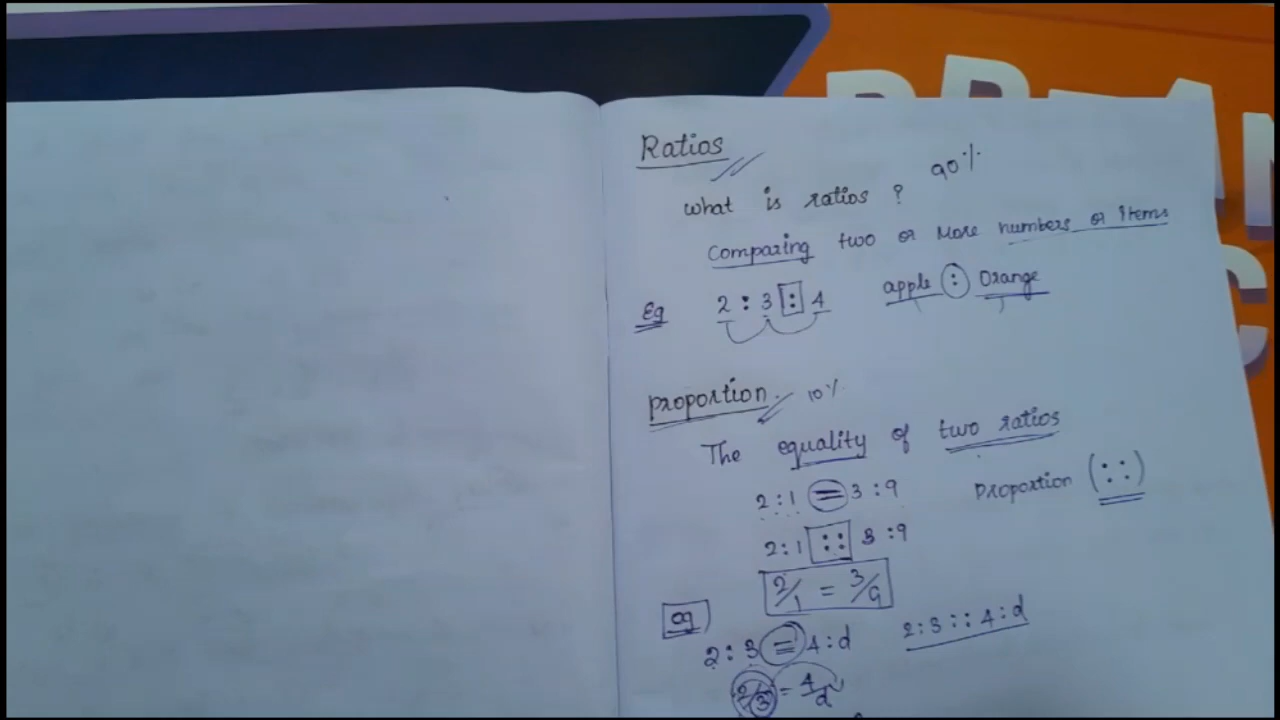 Ratios
90%
What is ratios ?
Comparing two or More numbers or items
Eg 2 : 3 : 4 apple : Orange
proportion. 10%
The equality of two ratios
2 : 1 = 3 : 9 Proportion (: :)
2 : 1 :: 3 : 9
2/1 = 3/9
eg
2 : 3 = 4 : d 2 : 3 :: 4 : d
2/3 = 4/d